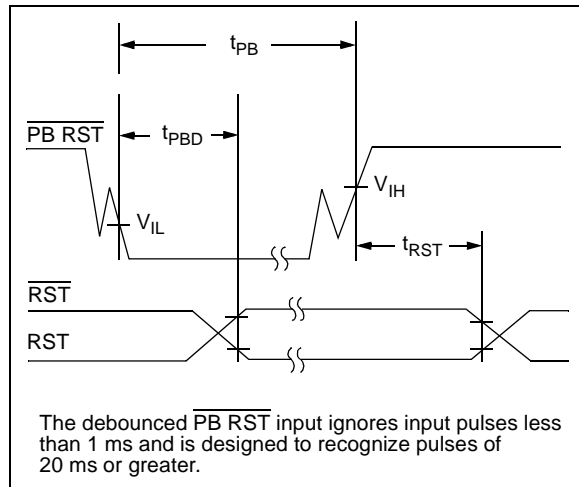 tPB
tPBD
PB RST
VIH
VIL
tRST
RST
RST
The debounced PB RST input ignores input pulses less
than 1 ms and is designed to recognize pulses of
20 ms or greater.